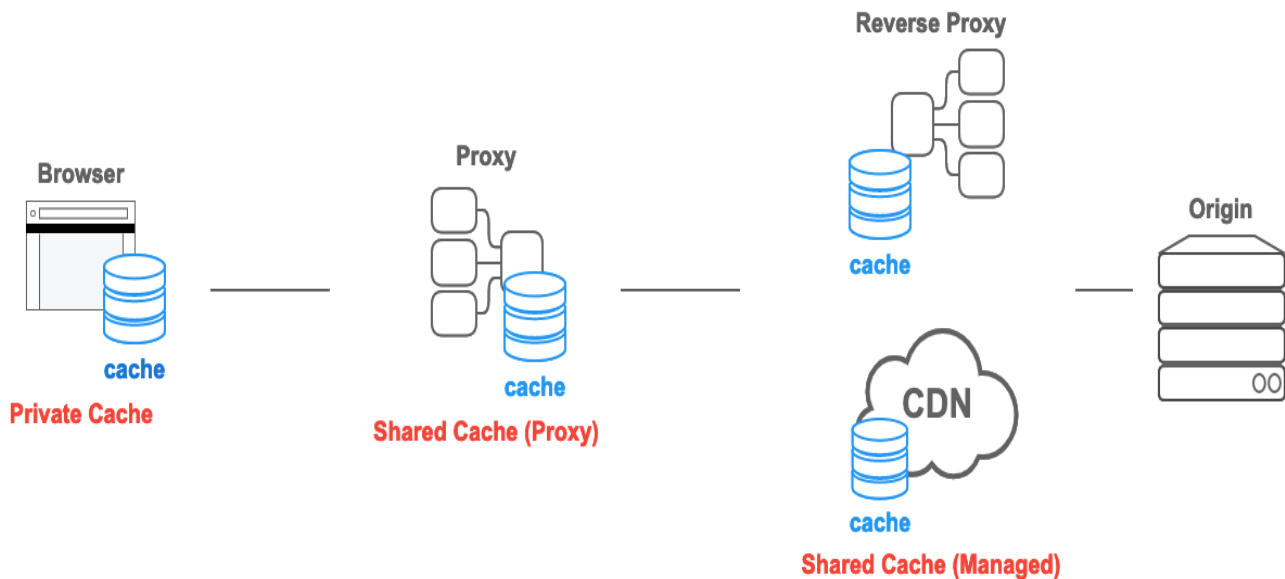 Browser
cache
Private Cache
Proxy
cache
Shared Cache (Proxy)
Reverse Proxy
cache
CDN
cache
Shared Cache (Managed)
Origin